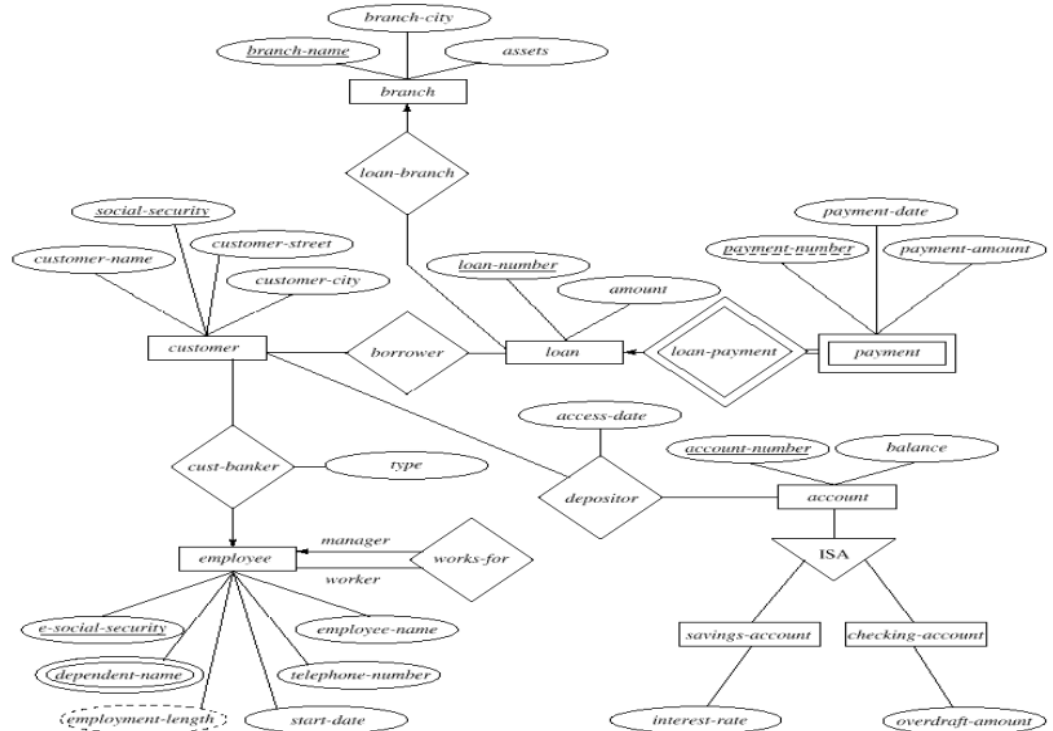 branch-city
branch-name
assets
branch
loan-branch
social-security
payment-date
customer-street
payment-number
payment-amount
customer-name
loan-number
customer-city
amount
customer
borrower
loan
loan-payment
payment
access-date
account-number
balance
cust-banker
type
depositor
account
manager
employee
works-for
ISA
worker
e-social-security
employee-name
savings-account
checking-account
dependent-name
telephone-number
employment-length
start-date
interest-rate
overdraft-amount